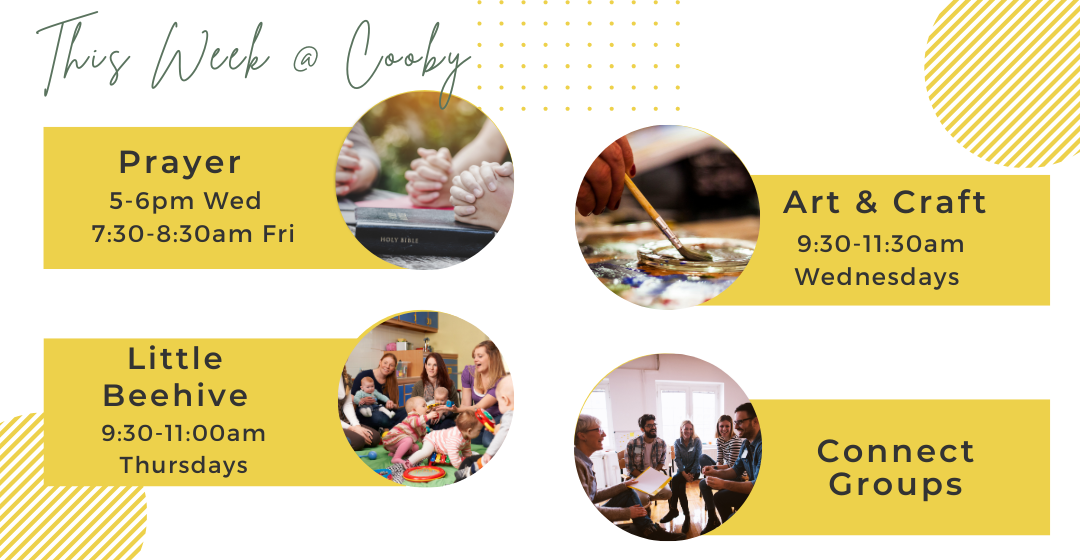 This Week @ Cooby
Prayer
5-6pm Wed
7:30-8:30am Fri
HOLY BIBLE
Art & Craft
9:30-11:30am
Wednesdays
Little
Beehive
9:30-11:00am
Thursdays
Connect
Groups